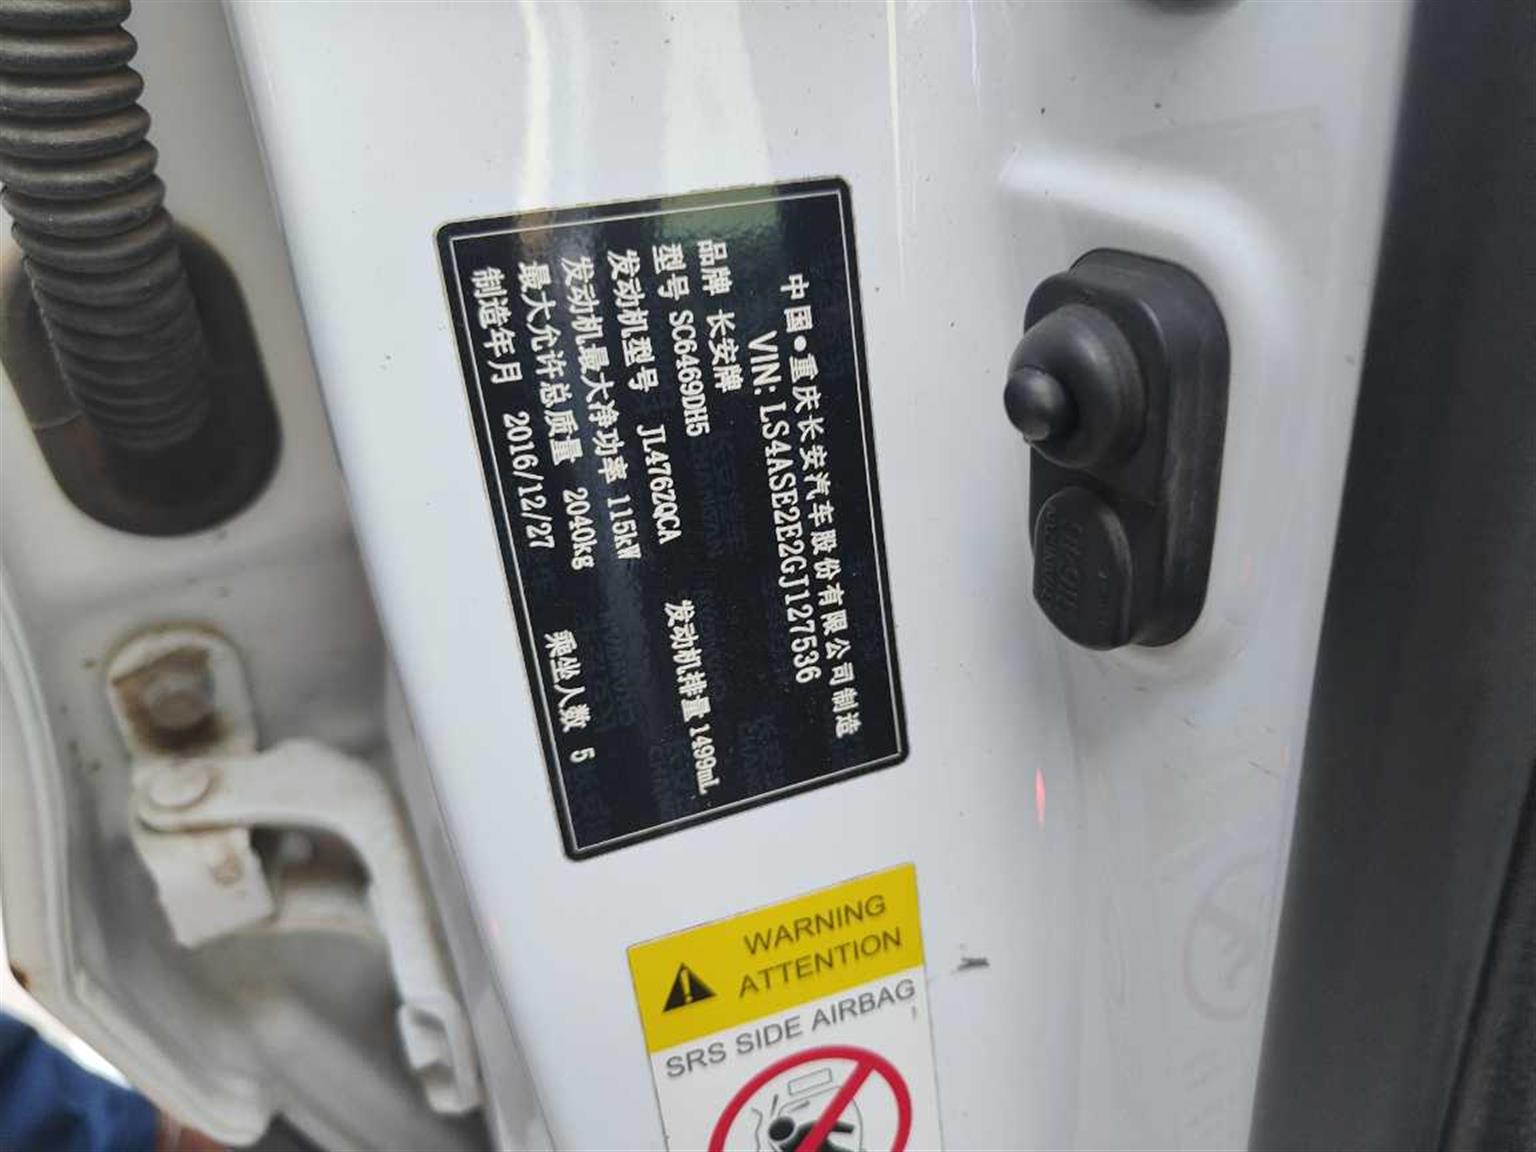 中国•重庆长安汽车股份有限公司制造
VIN: LS4ASE2E2GJ127536
品牌 长安牌
型号 SC6469DH5
发动机型号 JL476ZQCA 发动机排量 1499mL
发动机最大净功率 115kW
最大允许总质量 2040kg
制造年月 2016/12/27 乘坐人数 5
WARNING
ATTENTION
SRS SIDE AIRBAG